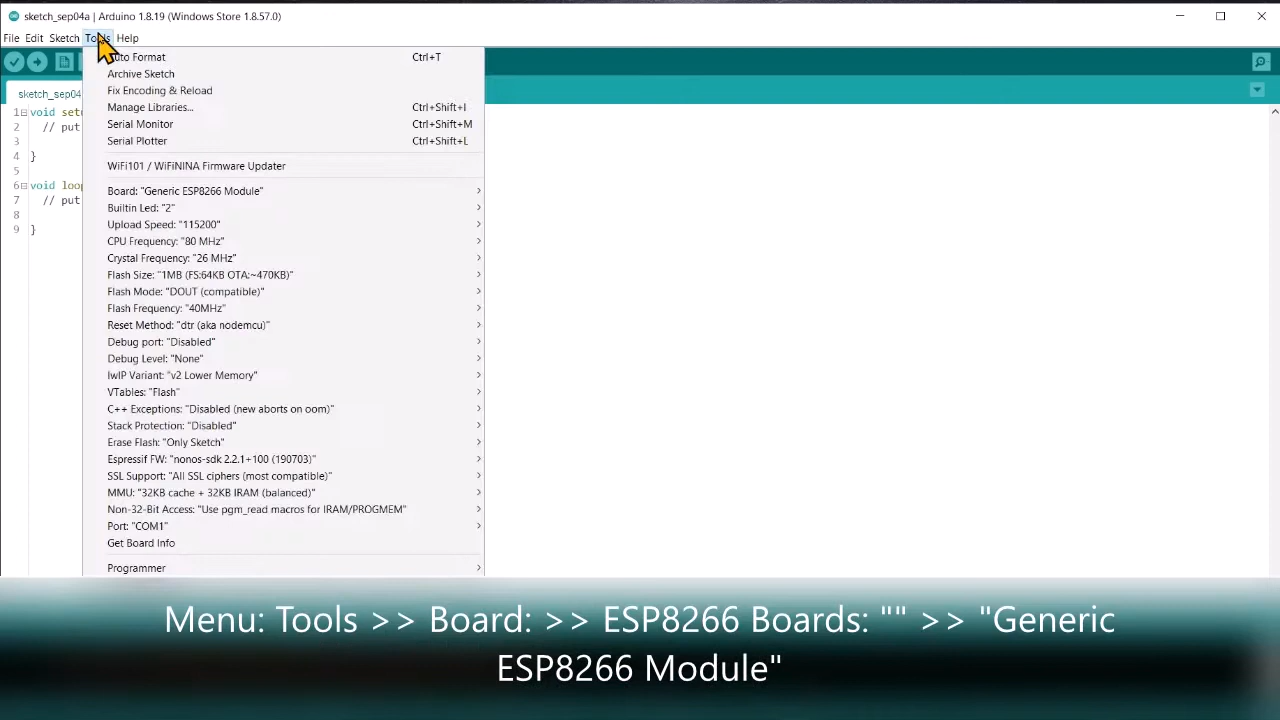 sketch_sep04a | Arduino 1.8.19 (Windows Store 1.8.57.0)
File Edit Sketch Tools Help
Auto Format Ctrl+T
Archive Sketch
Fix Encoding & Reload
sketch_sep04
Manage Libraries... Ctrl+Shift+I
1 void setu
Serial Monitor Ctrl+Shift+M
2 // put
Serial Plotter Ctrl+Shift+L
3
4 }
WiFi101 / WiFiNINA Firmware Updater
5
6 void loop
Board: "Generic ESP8266 Module"
7 // put
Builtin Led: "2"
8
Upload Speed: "115200"
9 }
CPU Frequency: "80 MHz"
Crystal Frequency: "26 MHz"
Flash Size: "1MB (FS:64KB OTA:~470KB)"
Flash Mode: "DOUT (compatible)"
Flash Frequency: "40MHz"
Reset Method: "dtr (aka nodemcu)"
Debug port: "Disabled"
Debug Level: "None"
lwIP Variant: "v2 Lower Memory"
VTables: "Flash"
C++ Exceptions: "Disabled (new aborts on oom)"
Stack Protection: "Disabled"
Erase Flash: "Only Sketch"
Espressif FW: "nonos-sdk 2.2.1+100 (190703)"
SSL Support: "All SSL ciphers (most compatible)"
MMU: "32KB cache + 32KB IRAM (balanced)"
Non-32-Bit Access: "Use pgm_read macros for IRAM/PROGMEM"
Port: "COM1"
Get Board Info
Programmer
Menu: Tools >> Board: >> ESP8266 Boards: "" >> "Generic
ESP8266 Module"